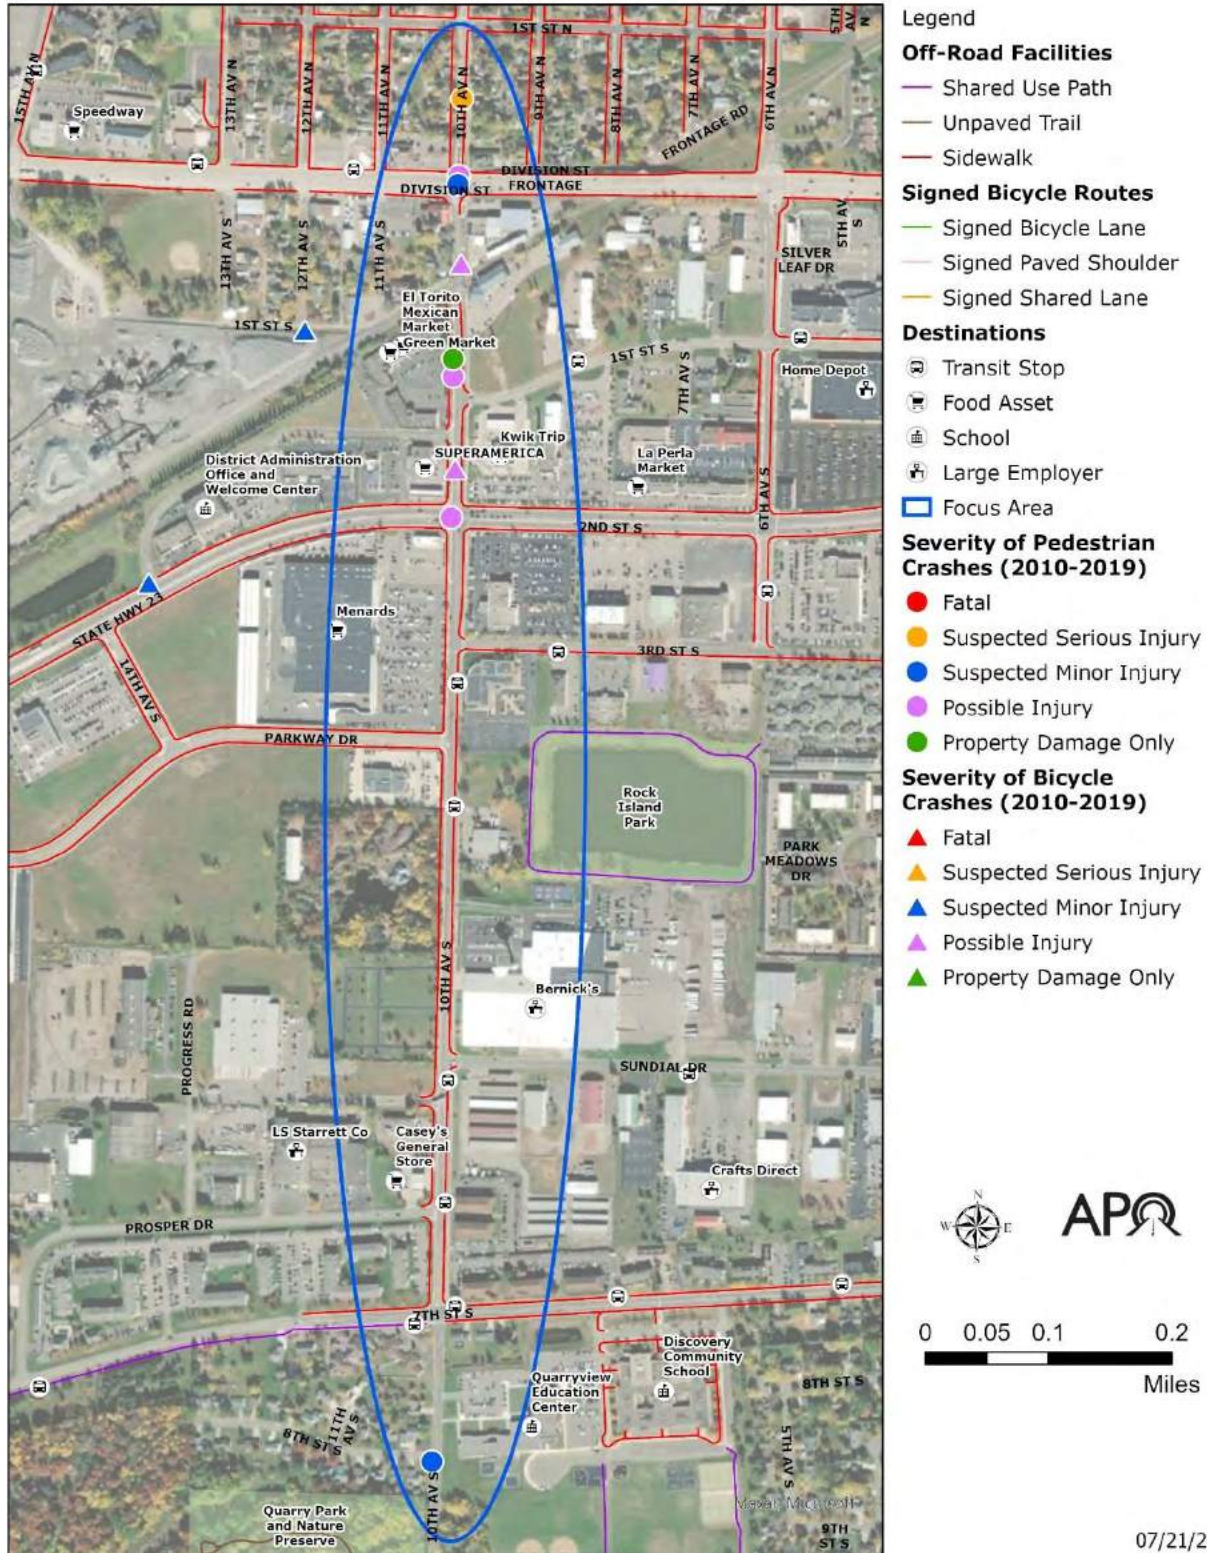 1ST ST N
5TH
AV
N
15TH AV N
13TH AV N
12TH AV N
11TH AV N
10TH AV N
9TH AV N
8TH AV N
7TH AV N
6TH AV N
FRONTAGE RD
Speedway
DIVISION ST
FRONTAGE
DIVISION ST
13TH AV S
12TH AV S
11TH AV S
5TH AV
S
SILVER
LEAF DR
El Torito
Mexican
Market
Green Market
1ST ST S
1ST ST S
7TH AV S
Home Depot
Kwik Trip
SUPERAMERICA
La Perla
Market
District Administration
Office and
Welcome Center
6TH AV S
2ND ST S
STATE HWY 23
Menards
3RD ST S
14TH AV S
PARKWAY DR
Rock
Island
Park
PARK
MEADOWS
DR
10TH AV S
Bernick's
PROGRESS RD
SUNDIAL DR
LS Starrett Co
Casey's
General
Store
Crafts Direct
PROSPER DR
7TH ST S
Discovery
Community
School
Quarryview
Education
Center
8TH ST S
11TH
AV S
8TH ST S
5TH AV S
10TH AV S
Quarry Park
and Nature
Preserve
Maxar, Microsoft
9TH
ST S
Legend
Off-Road Facilities
Shared Use Path
Unpaved Trail
Sidewalk
Signed Bicycle Routes
Signed Bicycle Lane
Signed Paved Shoulder
Signed Shared Lane
Destinations
Transit Stop
Food Asset
School
Large Employer
Focus Area
Severity of Pedestrian
Crashes (2010-2019)
Fatal
Suspected Serious Injury
Suspected Minor Injury
Possible Injury
Property Damage Only
Severity of Bicycle
Crashes (2010-2019)
Fatal
Suspected Serious Injury
Suspected Minor Injury
Possible Injury
Property Damage Only
N
W E
S
APO
0 0.05 0.1 0.2
Miles
07/21/2